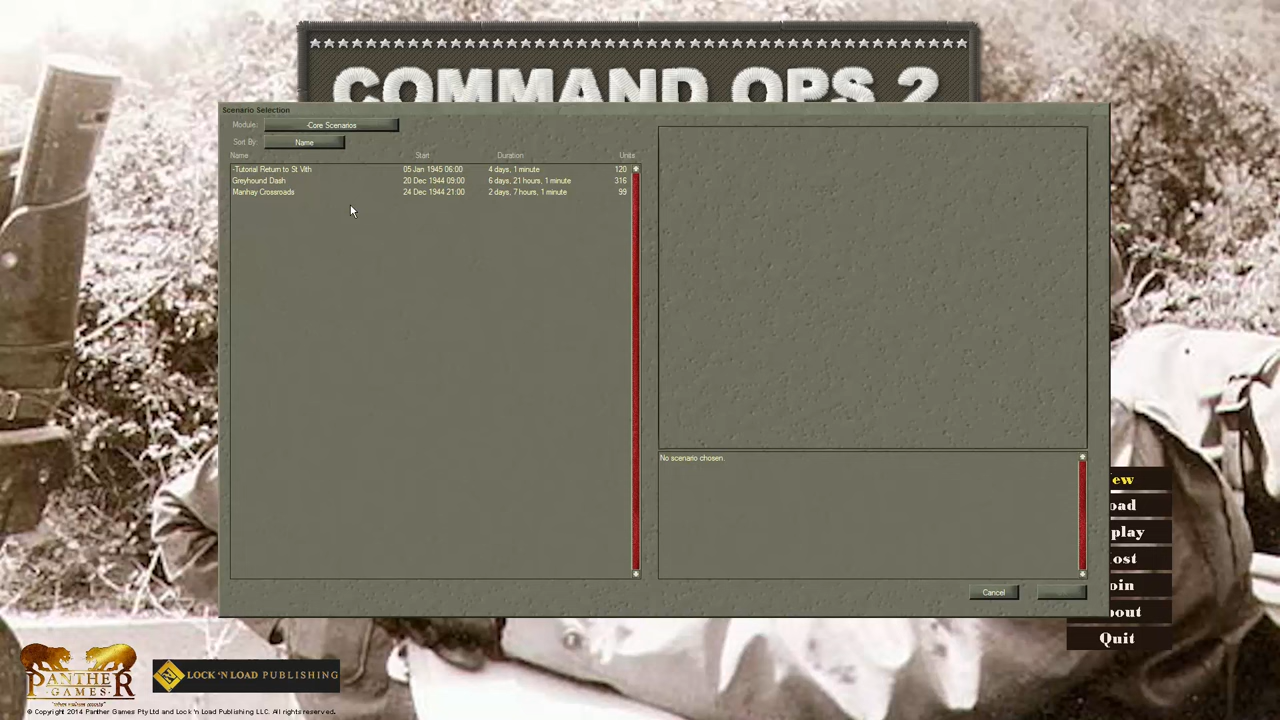 COMMAND OPS 2
Scenario Selection
Module: -Core Scenarios
Sort By: Name
Name Start Duration Units
-Tutorial Return to St Vith 05 Jan 1945 06:00 4 days, 1 minute 120
Greyhound Dash 20 Dec 1944 09:00 6 days, 21 hours, 1 minute 316
Manhay Crossroads 24 Dec 1944 21:00 2 days, 7 hours, 1 minute 99
No scenario chosen.
ew
oad
play
ost
oin
bout
Quit
Cancel
PANTHER
GAMES
LOCK 'N LOAD PUBLISHING
© Copyright 2014 Panther Games Pty Ltd and Lock 'n Load Publishing LLC. All rights reserved.